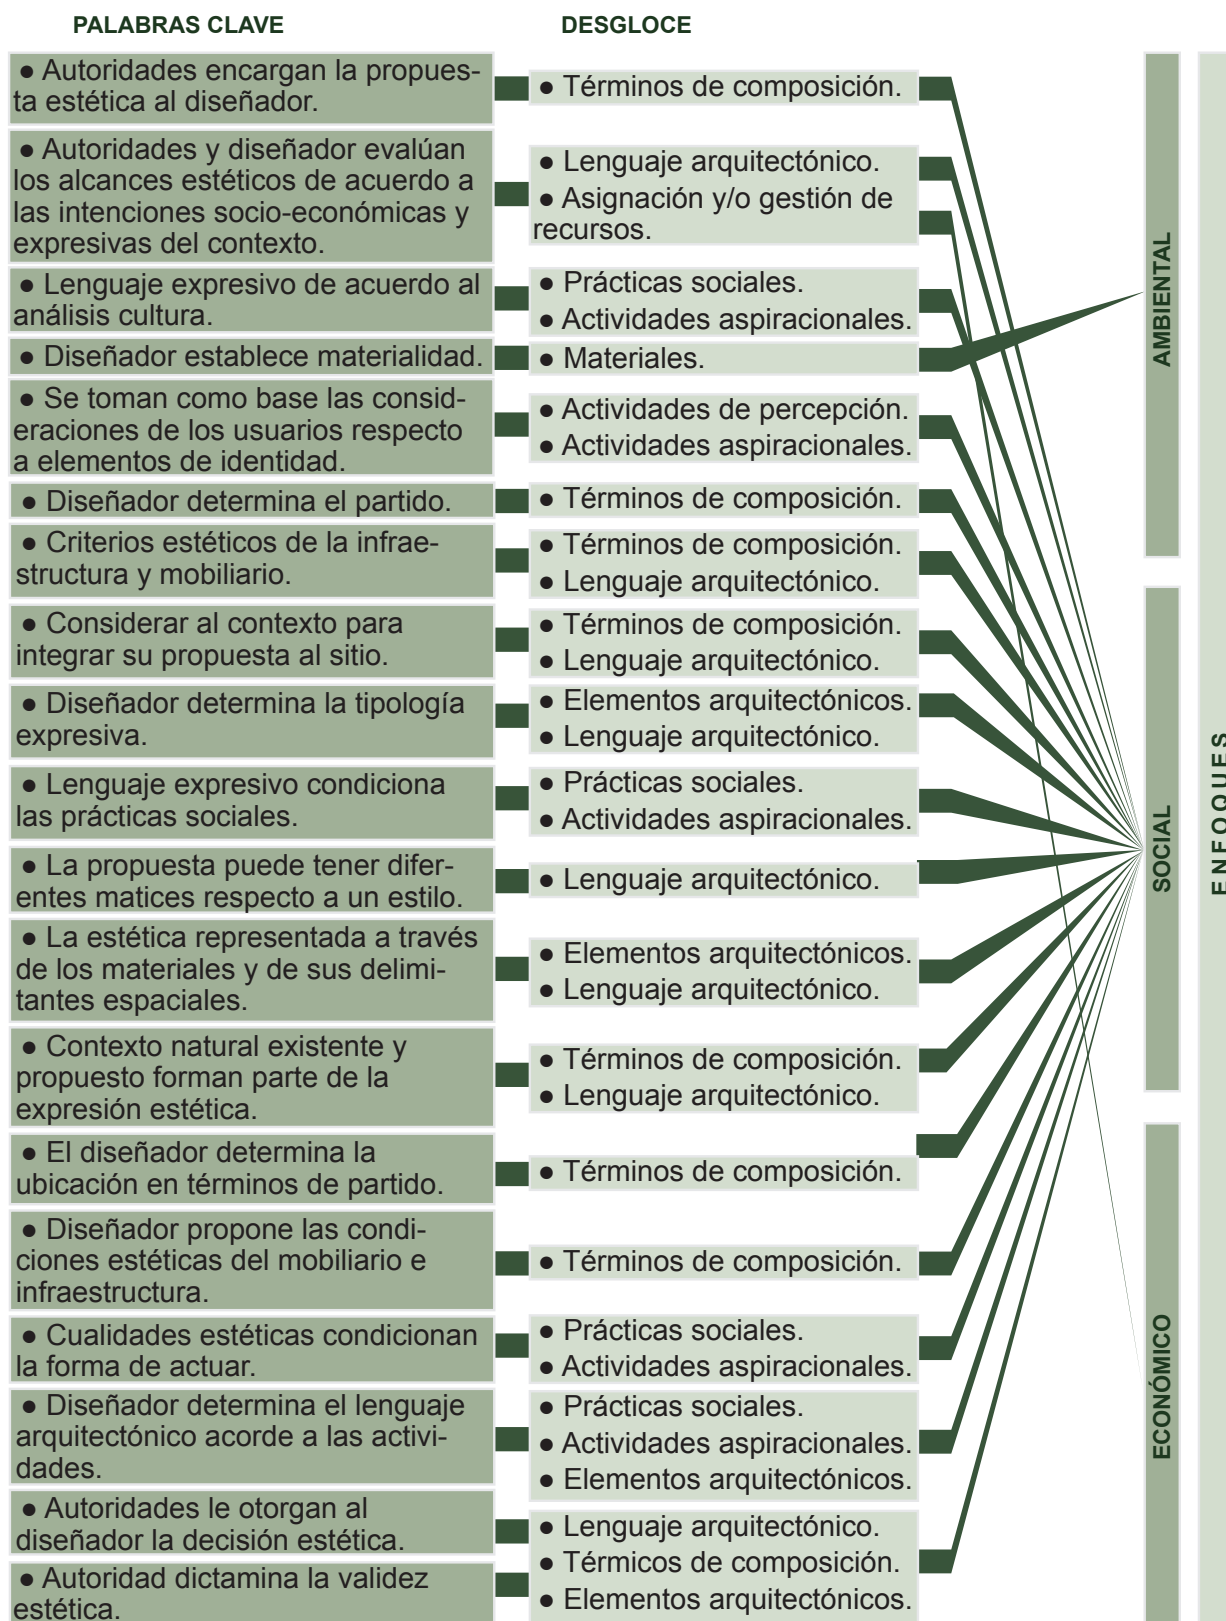 PALABRAS CLAVE
DESGLOCE
● Autoridades encargan la propues-
ta estética al diseñador.
● Términos de composición.
● Autoridades y diseñador evalúan
los alcances estéticos de acuerdo a
las intenciones socio-económicas y
expresivas del contexto.
● Lenguaje arquitectónico.
● Asignación y/o gestión de
recursos.
● Lenguaje expresivo de acuerdo al
análisis cultura.
● Prácticas sociales.
● Actividades aspiracionales.
● Diseñador establece materialidad.
● Materiales.
● Se toman como base las consid-
eraciones de los usuarios respecto
a elementos de identidad.
● Actividades de percepción.
● Actividades aspiracionales.
● Diseñador determina el partido.
● Términos de composición.
● Criterios estéticos de la infrae-
structura y mobiliario.
● Términos de composición.
● Lenguaje arquitectónico.
● Considerar al contexto para
integrar su propuesta al sitio.
● Términos de composición.
● Lenguaje arquitectónico.
● Diseñador determina la tipología
expresiva.
● Elementos arquitectónicos.
● Lenguaje arquitectónico.
● Lenguaje expresivo condiciona
las prácticas sociales.
● Prácticas sociales.
● Actividades aspiracionales.
● La propuesta puede tener difer-
entes matices respecto a un estilo.
● Lenguaje arquitectónico.
● La estética representada a través
de los materiales y de sus delimi-
tantes espaciales.
● Elementos arquitectónicos.
● Lenguaje arquitectónico.
● Contexto natural existente y
propuesto forman parte de la
expresión estética.
● Términos de composición.
● Lenguaje arquitectónico.
● El diseñador determina la
ubicación en términos de partido.
● Términos de composición.
● Diseñador propone las condi-
ciones estéticas del mobiliario e
infraestructura.
● Términos de composición.
● Cualidades estéticas condicionan
la forma de actuar.
● Prácticas sociales.
● Actividades aspiracionales.
● Diseñador determina el lenguaje
arquitectónico acorde a las activi-
dades.
● Prácticas sociales.
● Actividades aspiracionales.
● Elementos arquitectónicos.
● Autoridades le otorgan al
diseñador la decisión estética.
● Autoridad dictamina la validez
estética.
● Lenguaje arquitectónico.
● Térmicos de composición.
● Elementos arquitectónicos.
AMBIENTAL
SOCIAL
ECONÓMICO
ENFOQUES